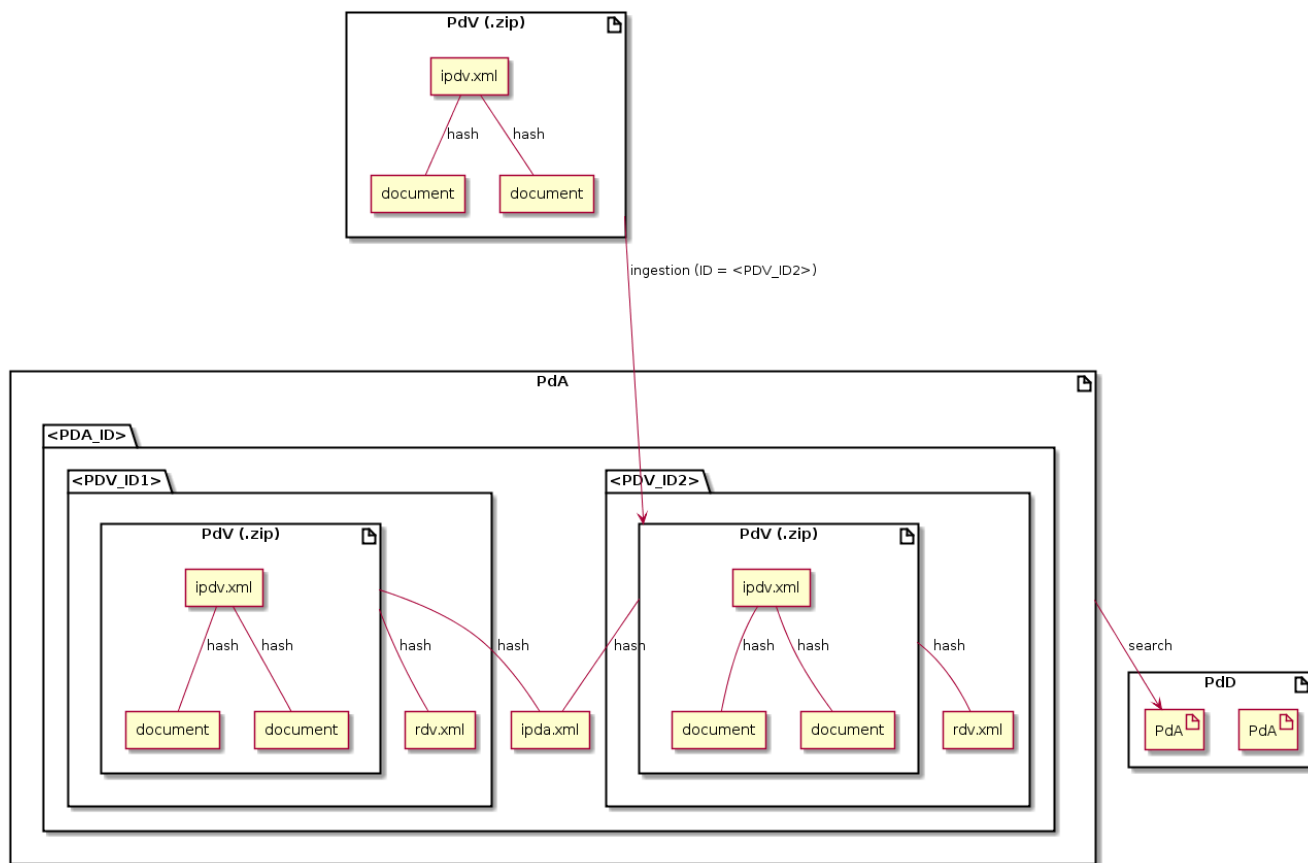 PdV (.zip)
ipdv.xml
hash
hash
document
document
ingestion (ID = <PDV_ID2>)
PdA
<PDA_ID>
<PDV_ID1>
<PDV_ID2>
PdV (.zip)
PdV (.zip)
ipdv.xml
ipdv.xml
hash
hash
hash
hash
hash
hash
hash
hash
search
PdD
document
document
rdv.xml
ipda.xml
document
document
rdv.xml
PdA
PdA